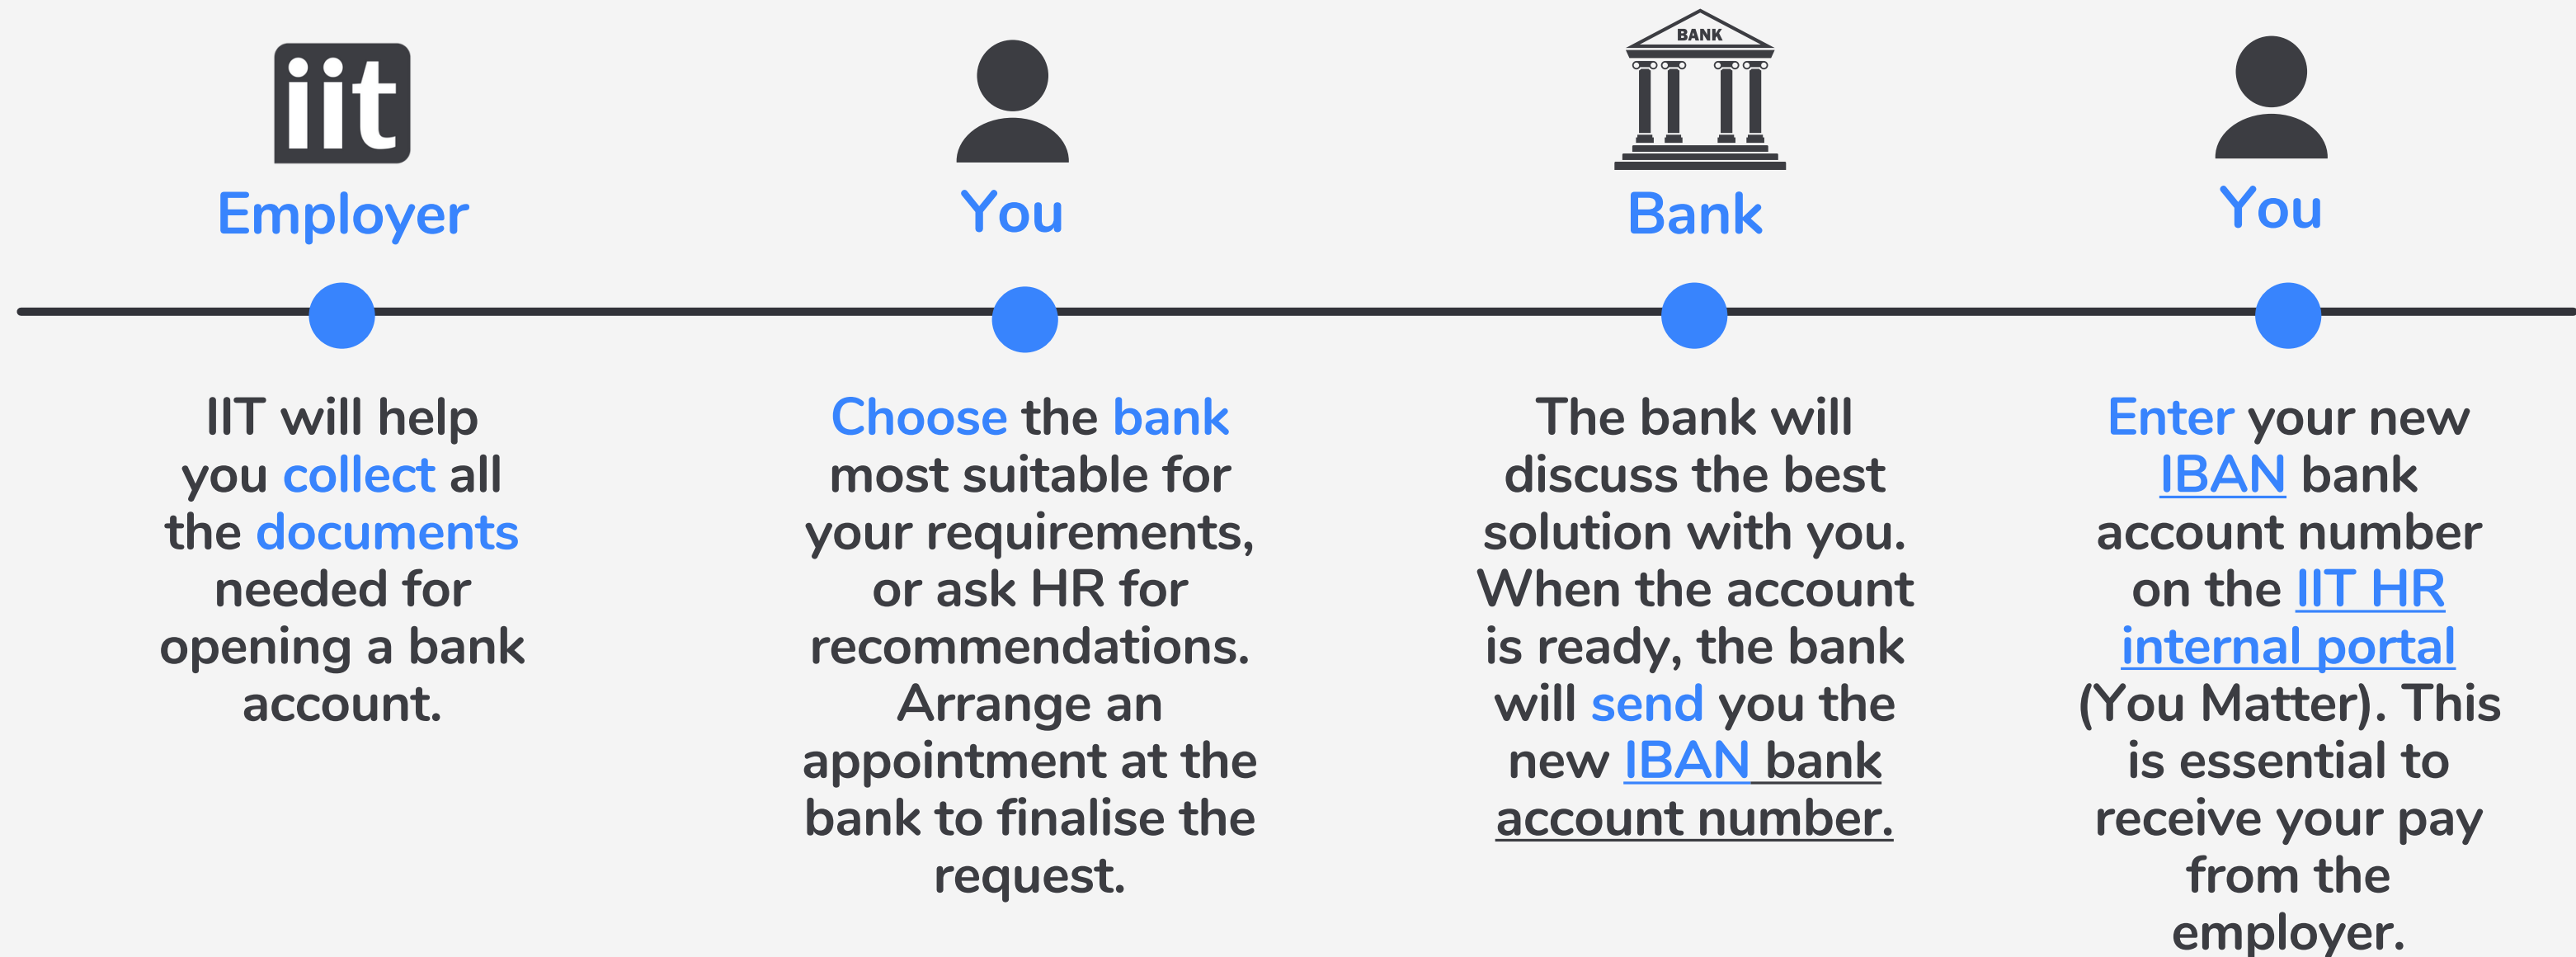 iit
Employer
IIT will help
you collect all
the documents
needed for
opening a bank
account.
You
Choose the bank
most suitable for
your requirements,
or ask HR for
recommendations.
Arrange an
appointment at the
bank to finalise the
request.
BANK
Bank
The bank will
discuss the best
solution with you.
When the account
is ready, the bank
will send you the
new IBAN bank
account number.
You
Enter your new
IBAN bank
account number
on the IIT HR
internal portal
(You Matter). This
is essential to
receive your pay
from the
employer.